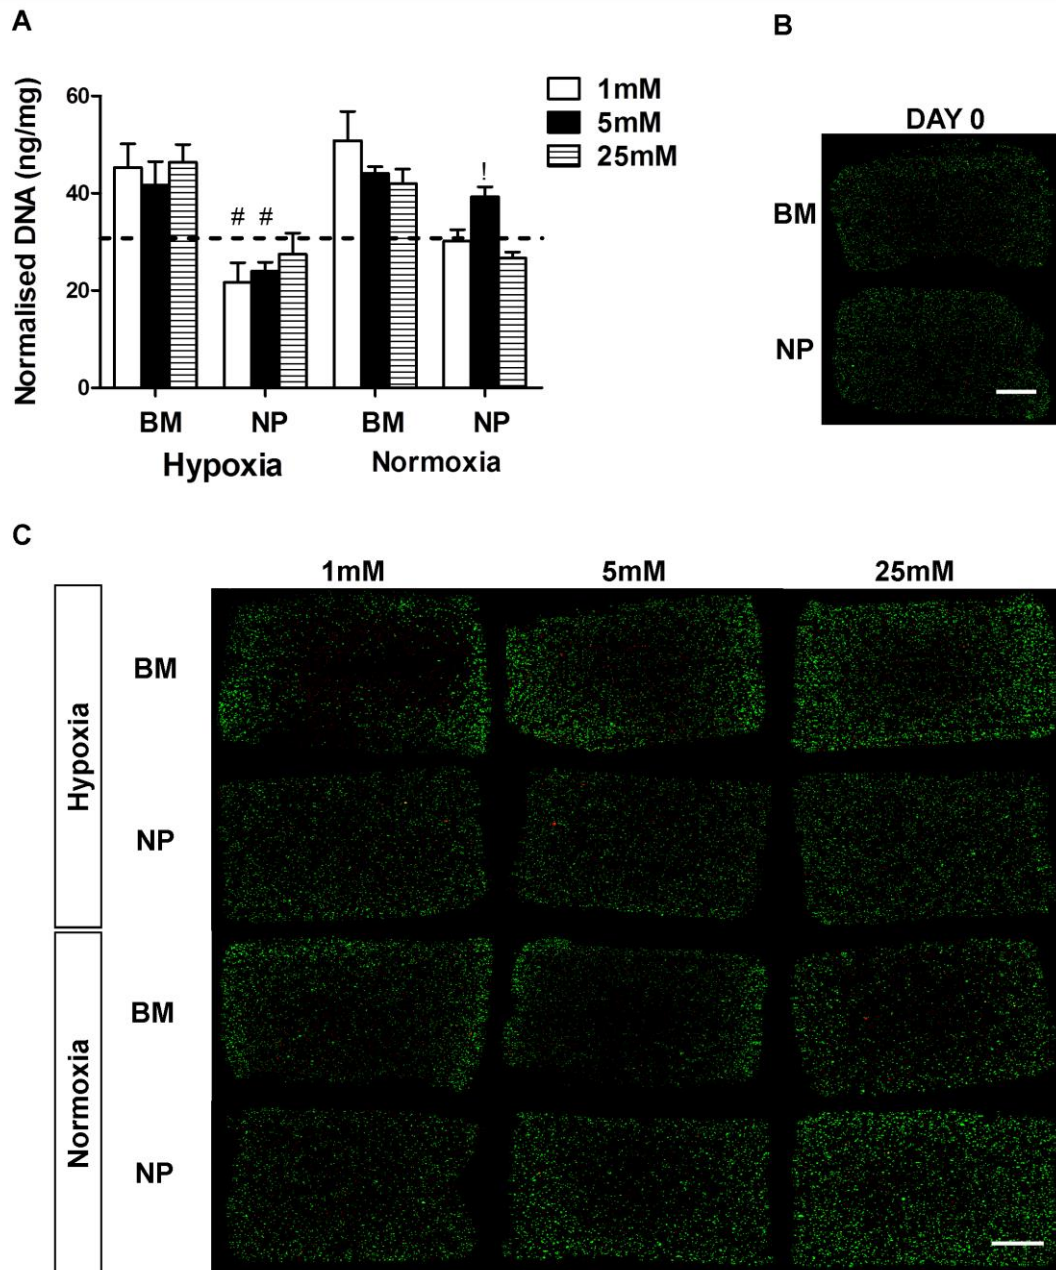 A
Normalised DNA (ng/mg)
60
40
20
0
# #
!
1mM
5mM
25mM
BM NP BM NP
Hypoxia Normoxia
B
DAY 0
BM
NP
C
1mM 5mM 25mM
Hypoxia
BM
NP
Normoxia
BM
NP